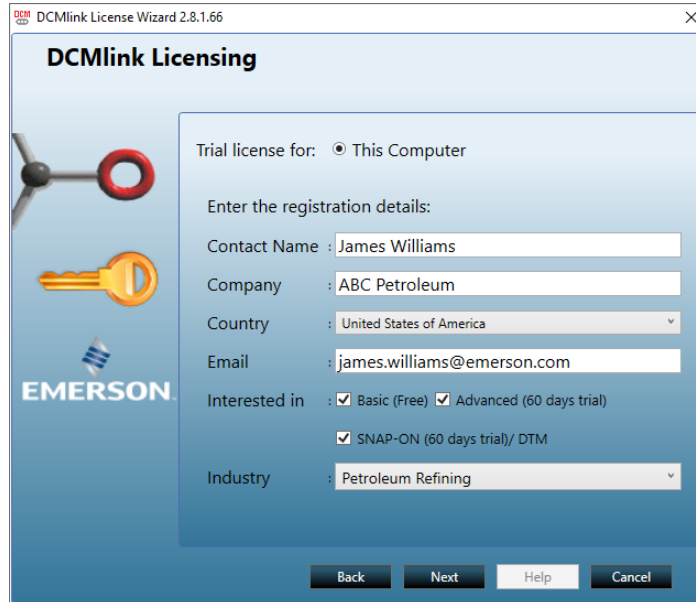 DCM DCMlink License Wizard 2.8.1.66
DCMlink Licensing
Trial license for: This Computer
Enter the registration details:
Contact Name : James Williams
Company : ABC Petroleum
Country : United States of America
Email : james.williams@emerson.com
Interested in : Basic (Free) Advanced (60 days trial)
SNAP-ON (60 days trial)/ DTM
Industry : Petroleum Refining
EMERSON.
Back Next Help Cancel